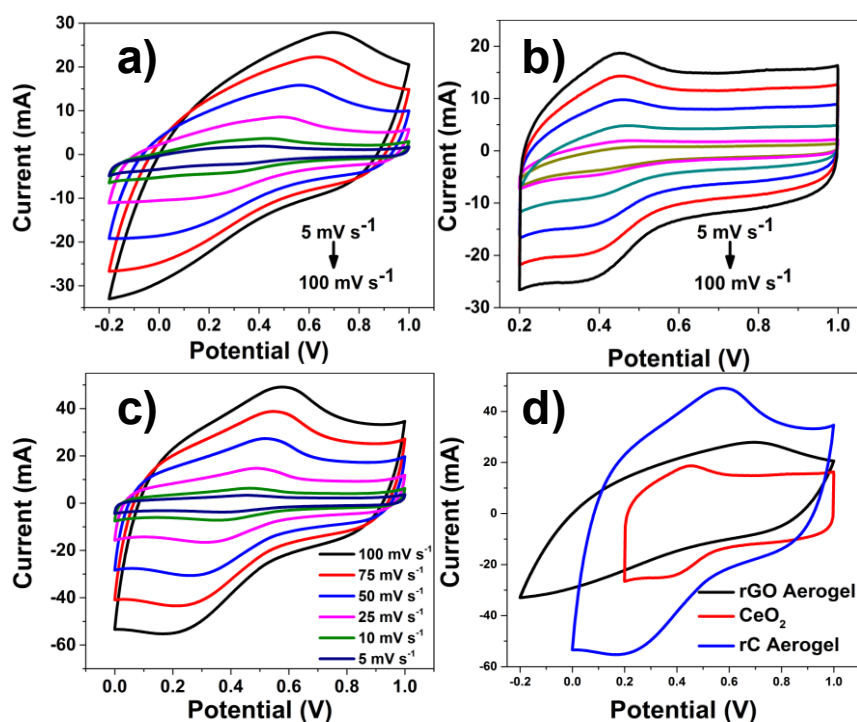 a)
Current (mA)
30
20
10
0
-10
-20
-30
5 mV s⁻¹
100 mV s⁻¹
-0.2 0.0 0.2 0.4 0.6 0.8 1.0
Potential (V)
b)
Current (mA)
30
20
10
0
-10
-20
-30
5 mV s⁻¹
100 mV s⁻¹
0.2 0.4 0.6 0.8 1.0
Potential (V)
c)
Current (mA)
40
20
0
-20
-40
-60
100 mV s⁻¹
75 mV s⁻¹
50 mV s⁻¹
25 mV s⁻¹
10 mV s⁻¹
5 mV s⁻¹
0.0 0.2 0.4 0.6 0.8 1.0
Potential (V)
d)
Current (mA)
40
20
0
-20
-40
-60
rGO Aerogel
CeO₂
rC Aerogel
-0.2 0.0 0.2 0.4 0.6 0.8 1.0
Potential (V)